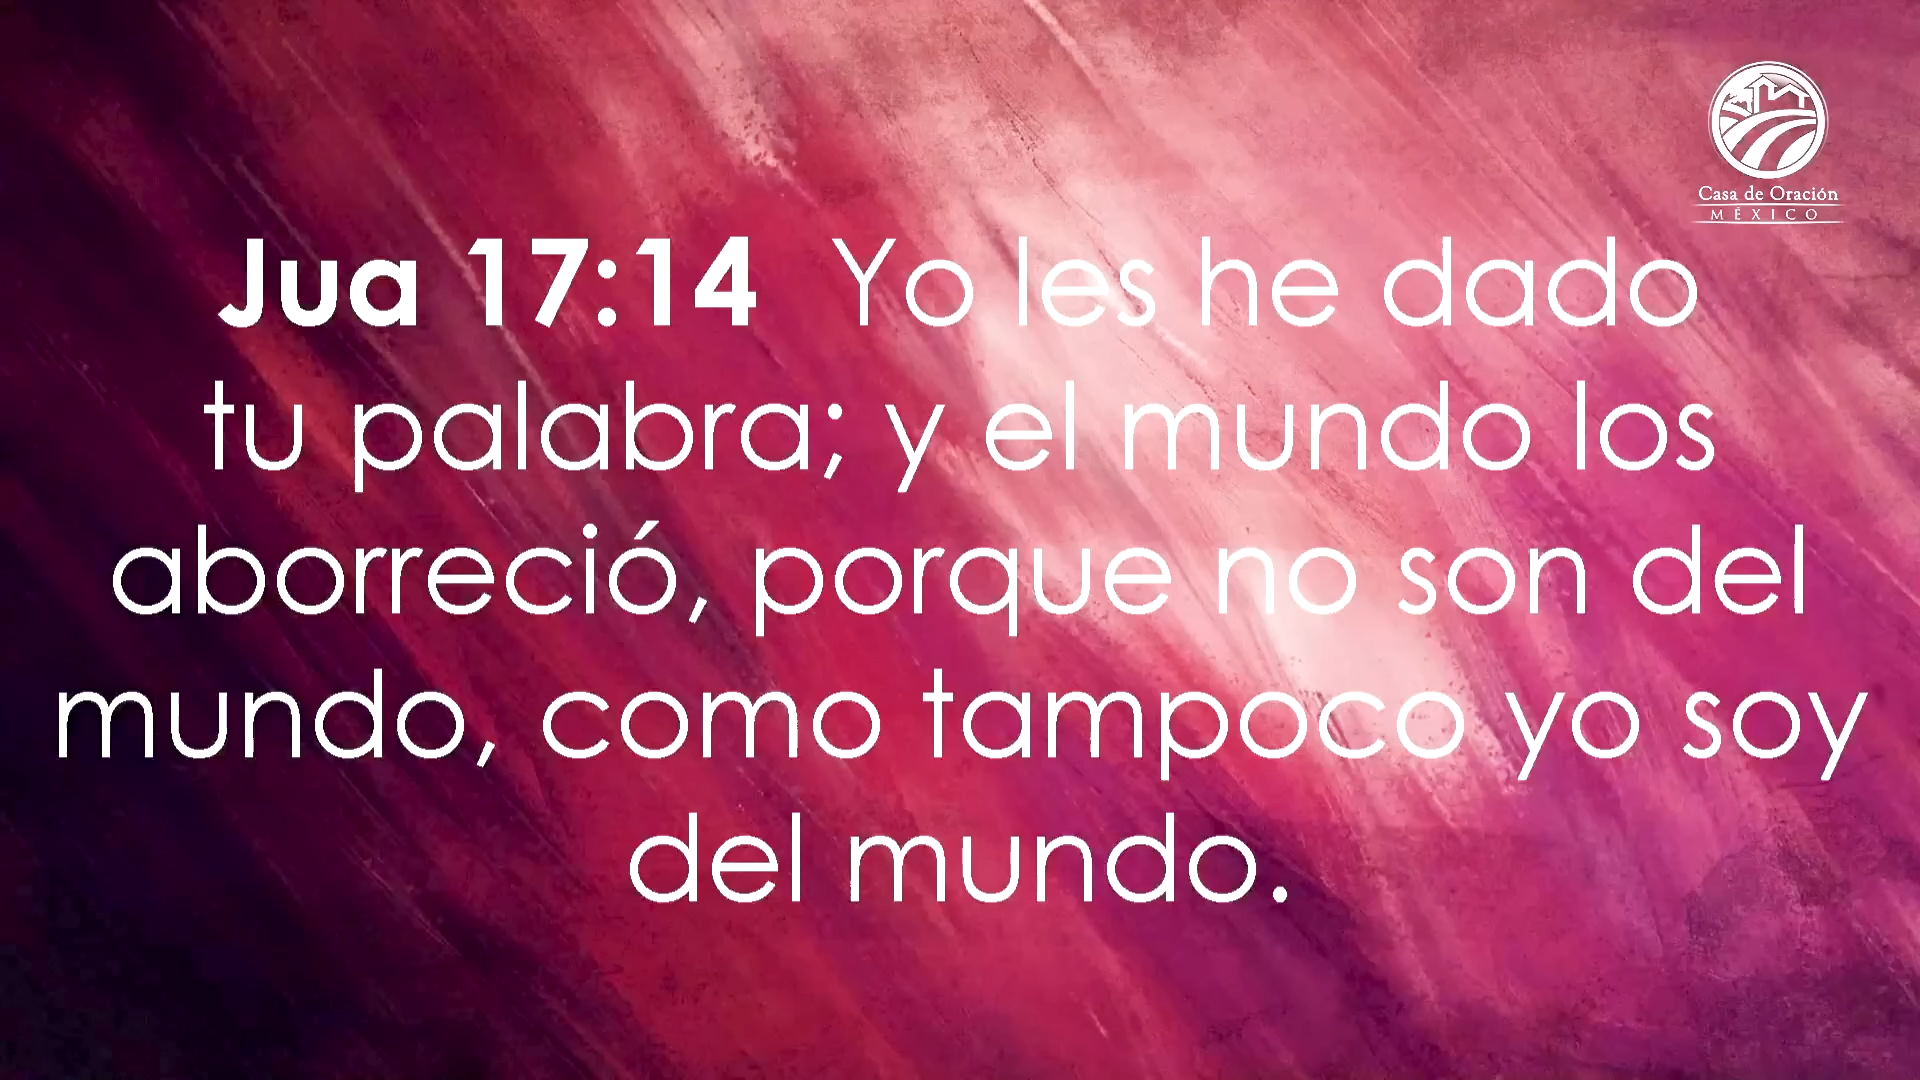 Casa de Oración
MÉXICO
Jua 17:14 Yo les he dado
tu palabra; y el mundo los
aborreció, porque no son del
mundo, como tampoco yo soy
del mundo.